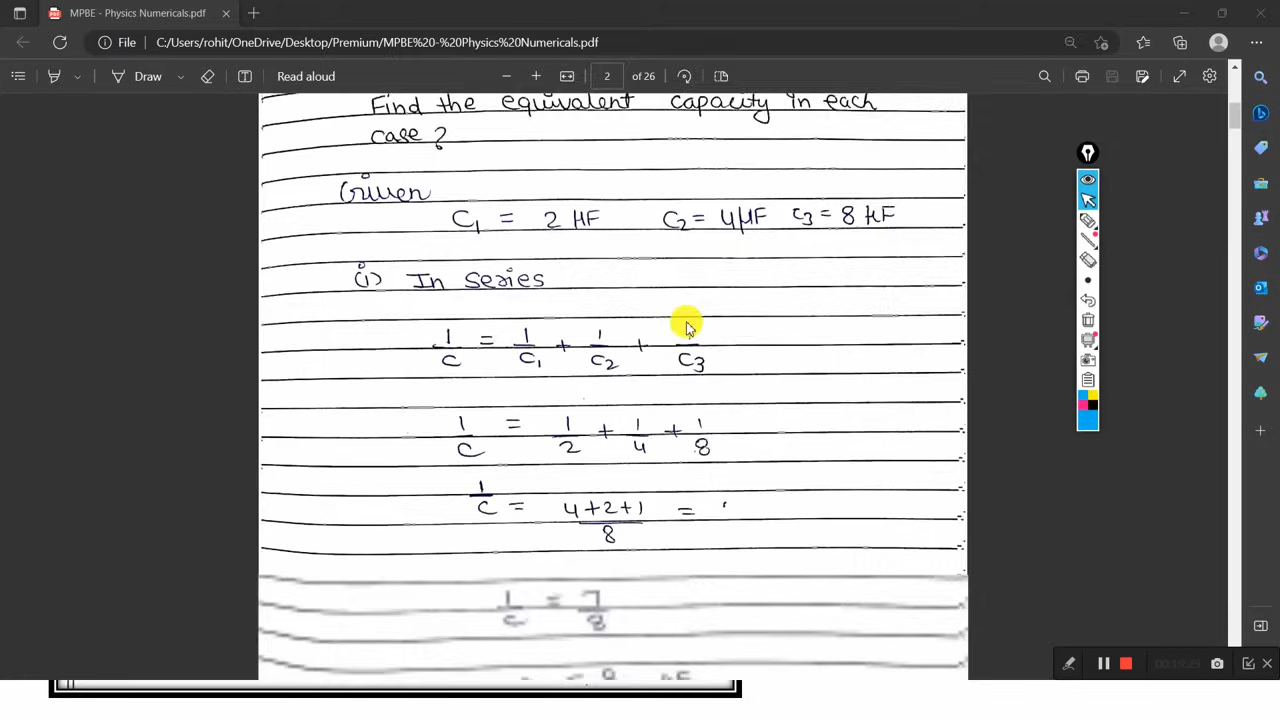 MPBE - Physics Numericals.pdf
File C:/Users/rohit/OneDrive/Desktop/Premium/MPBE%20-%20Physics%20Numericals.pdf
Draw Read aloud 2 of 26
Find the equivalent capacity in each
case?
Given
C1 = 2 μF C2 = 4μF C3 = 8 μF
(i) In series
1/C = 1/C1 + 1/C2 + 1/C3
1/C = 1/2 + 1/4 + 1/8
1/C = 4+2+1/8 =
1/C = 7/8